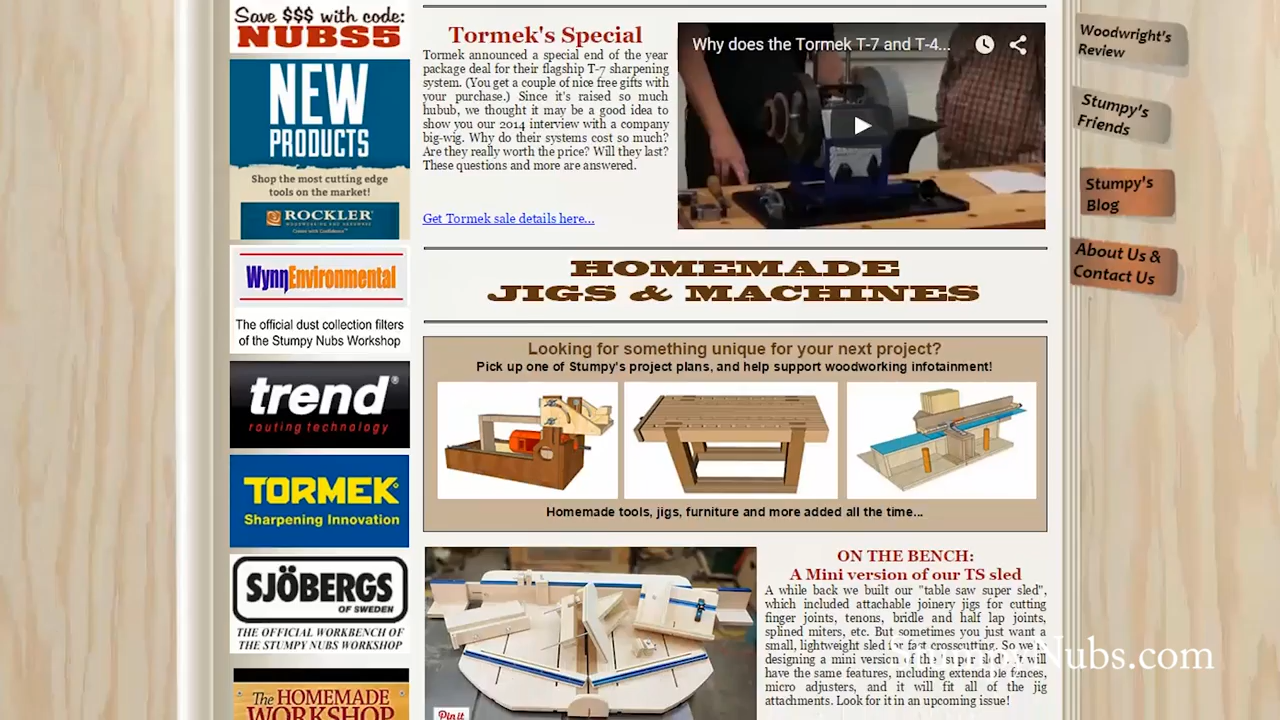 Save $$$ with code:
NUBS5
NEW
PRODUCTS
Shop the most cutting edge
tools on the market!
ROCKLER
WynnEnvironmental
The official dust collection filters
of the Stumpy Nubs Workshop
trend®
routing technology
TORMEK
Sharpening Innovation
SJÖBERGS
OF SWEDEN
THE OFFICIAL WORKBENCH OF
THE STUMPY NUBS WORKSHOP
The HOMEMADE
WORKSHOP
Tormek's Special
Tormek announced a special end of the year
package deal for their flagship T-7 sharpening
system. (You get a couple of nice free gifts with
your purchase.) Since it's raised so much
hubub, we thought it may be a good idea to
show you our 2014 interview with a company
big-wig. Why do their systems cost so much?
Are they really worth the price? Will they last?
These questions and more are answered.
Get Tormek sale details here...
Why does the Tormek T-7 and T-4...
HOMEMADE
JIGS & MACHINES
Looking for something unique for your next project?
Pick up one of Stumpy's project plans, and help support woodworking infotainment!
Homemade tools, jigs, furniture and more added all the time...
Pin it
ON THE BENCH:
A Mini version of our TS sled
A while back we built our "table saw super sled",
which included attachable joinery jigs for cutting
finger joints, tenons, bridle and half lap joints,
splined miters, etc. But sometimes you just want a
small, lightweight sled for fast crosscutting. So we're
designing a mini version of the super sled. It will
have the same features, including extendable fences,
micro adjusters, and it will fit all of the jig
attachments. Look for it in an upcoming issue!
Woodwright's
Review
Stumpy's
Friends
Stumpy's
Blog
About Us &
Contact Us
StumpyNubs.com